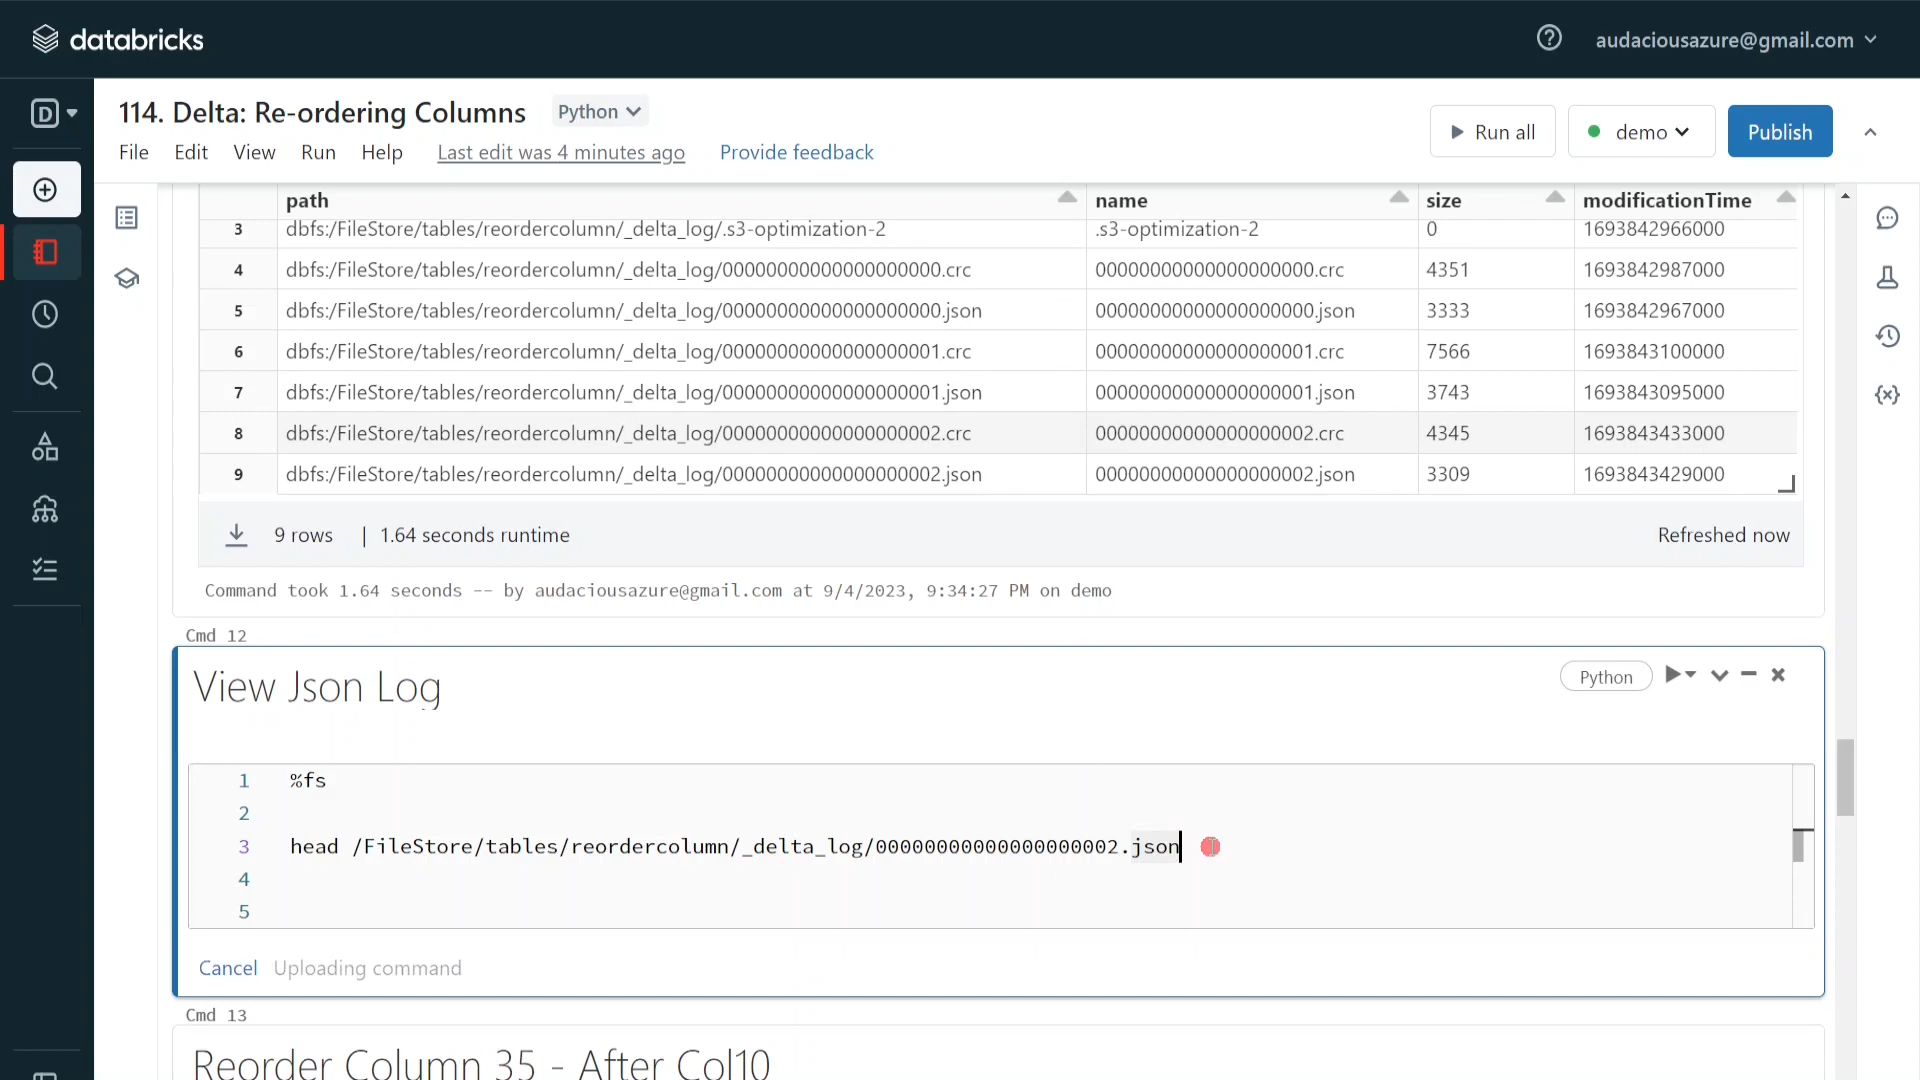 databricks
audaciousazure@gmail.com
D
114. Delta: Re-ordering Columns
Python
File Edit View Run Help Last edit was 4 minutes ago Provide feedback
Run all
demo
Publish
path name size modificationTime
3 dbfs:/FileStore/tables/reordercolumn/_delta_log/.s3-optimization-2 .s3-optimization-2 0 1693842966000
4 dbfs:/FileStore/tables/reordercolumn/_delta_log/00000000000000000000.crc 00000000000000000000.crc 4351 1693842987000
5 dbfs:/FileStore/tables/reordercolumn/_delta_log/00000000000000000000.json 00000000000000000000.json 3333 1693842967000
6 dbfs:/FileStore/tables/reordercolumn/_delta_log/00000000000000000001.crc 00000000000000000001.crc 7566 1693843100000
7 dbfs:/FileStore/tables/reordercolumn/_delta_log/00000000000000000001.json 00000000000000000001.json 3743 1693843095000
8 dbfs:/FileStore/tables/reordercolumn/_delta_log/00000000000000000002.crc 00000000000000000002.crc 4345 1693843433000
9 dbfs:/FileStore/tables/reordercolumn/_delta_log/00000000000000000002.json 00000000000000000002.json 3309 1693843429000
9 rows | 1.64 seconds runtime
Refreshed now
Command took 1.64 seconds -- by audaciousazure@gmail.com at 9/4/2023, 9:34:27 PM on demo
Cmd 12
View Json Log
Python
1 %fs
2
3 head /FileStore/tables/reordercolumn/_delta_log/00000000000000000002.json
4
5
Cancel Uploading command
Cmd 13
Reorder Column 35 - After Col10